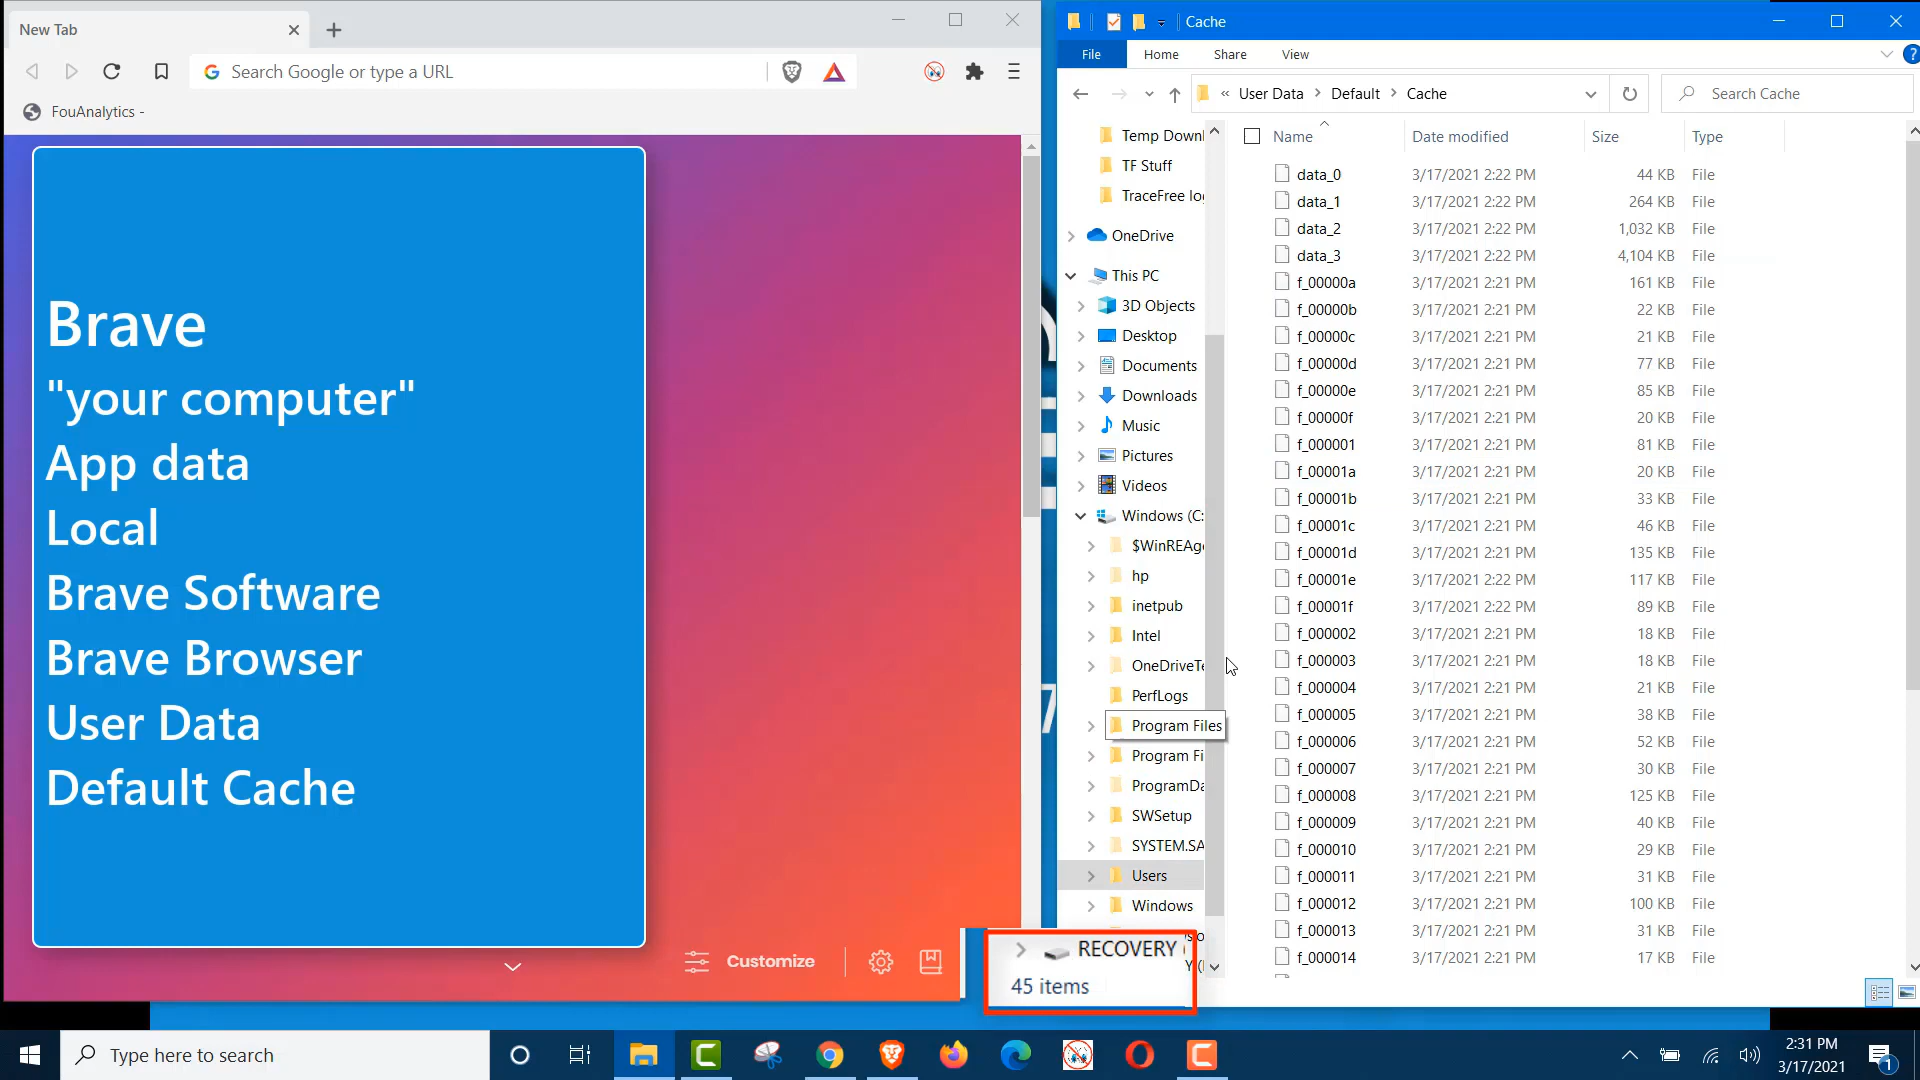 New Tab
Search Google or type a URL
FouAnalytics -
Brave
"your computer"
App data
Local
Brave Software
Brave Browser
User Data
Default Cache
Customize
Cache
File Home Share View
« User Data > Default > Cache
Search Cache
Temp Downl
TF Stuff
TraceFree lo
OneDrive
This PC
3D Objects
Desktop
Documents
Downloads
Music
Pictures
Videos
Windows (C:
$WinREAg
hp
inetpub
Intel
OneDriveTe
PerfLogs
Program Files
Program Fi
ProgramDa
SWSetup
SYSTEM.SA
Users
Windows
RECOVERY
45 items
Name Date modified Size Type
data_0 3/17/2021 2:22 PM 44 KB File
data_1 3/17/2021 2:22 PM 264 KB File
data_2 3/17/2021 2:22 PM 1,032 KB File
data_3 3/17/2021 2:22 PM 4,104 KB File
f_00000a 3/17/2021 2:21 PM 161 KB File
f_00000b 3/17/2021 2:21 PM 22 KB File
f_00000c 3/17/2021 2:21 PM 21 KB File
f_00000d 3/17/2021 2:21 PM 77 KB File
f_00000e 3/17/2021 2:21 PM 85 KB File
f_00000f 3/17/2021 2:21 PM 20 KB File
f_000001 3/17/2021 2:21 PM 81 KB File
f_00001a 3/17/2021 2:21 PM 20 KB File
f_00001b 3/17/2021 2:21 PM 33 KB File
f_00001c 3/17/2021 2:21 PM 46 KB File
f_00001d 3/17/2021 2:21 PM 135 KB File
f_00001e 3/17/2021 2:22 PM 117 KB File
f_00001f 3/17/2021 2:22 PM 89 KB File
f_000002 3/17/2021 2:21 PM 18 KB File
f_000003 3/17/2021 2:21 PM 18 KB File
f_000004 3/17/2021 2:21 PM 21 KB File
f_000005 3/17/2021 2:21 PM 38 KB File
f_000006 3/17/2021 2:21 PM 52 KB File
f_000007 3/17/2021 2:21 PM 30 KB File
f_000008 3/17/2021 2:21 PM 125 KB File
f_000009 3/17/2021 2:21 PM 40 KB File
f_000010 3/17/2021 2:21 PM 29 KB File
f_000011 3/17/2021 2:21 PM 31 KB File
f_000012 3/17/2021 2:21 PM 100 KB File
f_000013 3/17/2021 2:21 PM 31 KB File
f_000014 3/17/2021 2:21 PM 17 KB File
Type here to search
2:31 PM
3/17/2021
1